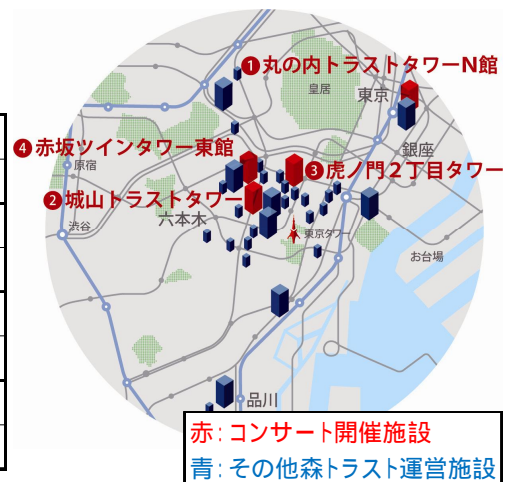 ❶丸の内トラストタワーN館
皇居
東京
❹赤坂ツインタワー東館
銀座
原宿
❸虎ノ門2丁目タワー
❷城山トラストタワー
六本木
渋谷
東京タワー
お台場
品川
赤：コンサート開催施設
青：その他森トラスト運営施設